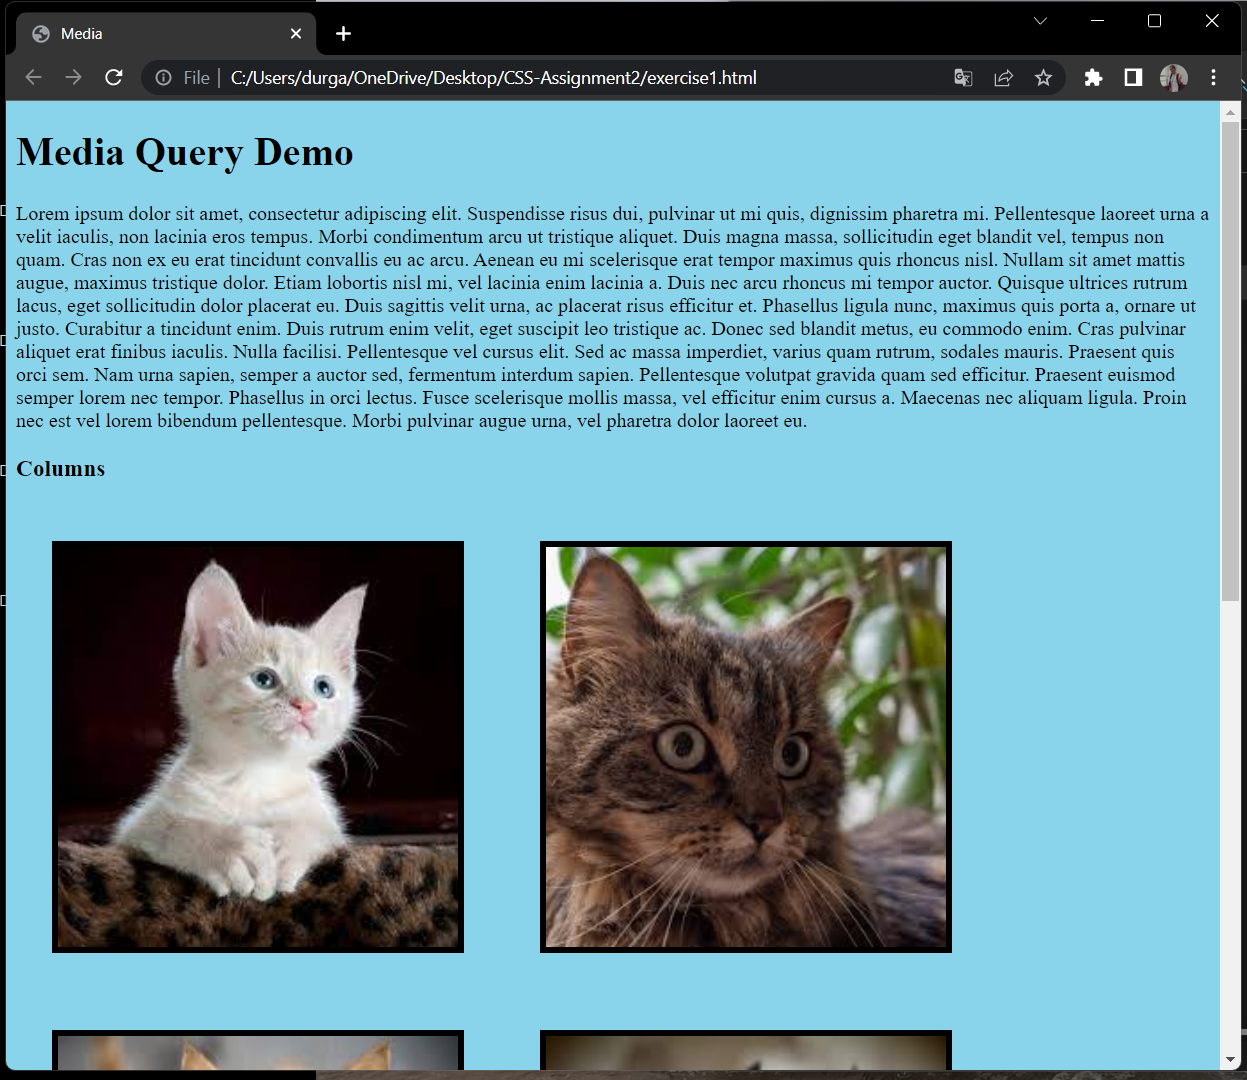 Media
File
C:/Users/durga/OneDrive/Desktop/CSS-Assignment2/exercise1.html
Media Query Demo
Lorem ipsum dolor sit amet, consectetur adipiscing elit. Suspendisse risus dui, pulvinar ut mi quis, dignissim pharetra mi. Pellentesque laoreet urna a
velit iaculis, non lacinia eros tempus. Morbi condimentum arcu ut tristique aliquet. Duis magna massa, sollicitudin eget blandit vel, tempus non
quam. Cras non ex eu erat tincidunt convallis eu ac arcu. Aenean eu mi scelerisque erat tempor maximus quis rhoncus nisl. Nullam sit amet mattis
augue, maximus tristique dolor. Etiam lobortis nisl mi, vel lacinia enim lacinia a. Duis nec arcu rhoncus mi tempor auctor. Quisque ultrices rutrum
lacus, eget sollicitudin dolor placerat eu. Duis sagittis velit urna, ac placerat risus efficitur et. Phasellus ligula nunc, maximus quis porta a, ornare ut
justo. Curabitur a tincidunt enim. Duis rutrum enim velit, eget suscipit leo tristique ac. Donec sed blandit metus, eu commodo enim. Cras pulvinar
aliquet erat finibus iaculis. Nulla facilisi. Pellentesque vel cursus elit. Sed ac massa imperdiet, varius quam rutrum, sodales mauris. Praesent quis
orci sem. Nam urna sapien, semper a auctor sed, fermentum interdum sapien. Pellentesque volutpat gravida quam sed efficitur. Praesent euismod
semper lorem nec tempor. Phasellus in orci lectus. Fusce scelerisque mollis massa, vel efficitur enim cursus a. Maecenas nec aliquam ligula. Proin
nec est vel lorem bibendum pellentesque. Morbi pulvinar augue urna, vel pharetra dolor laoreet eu.
Columns